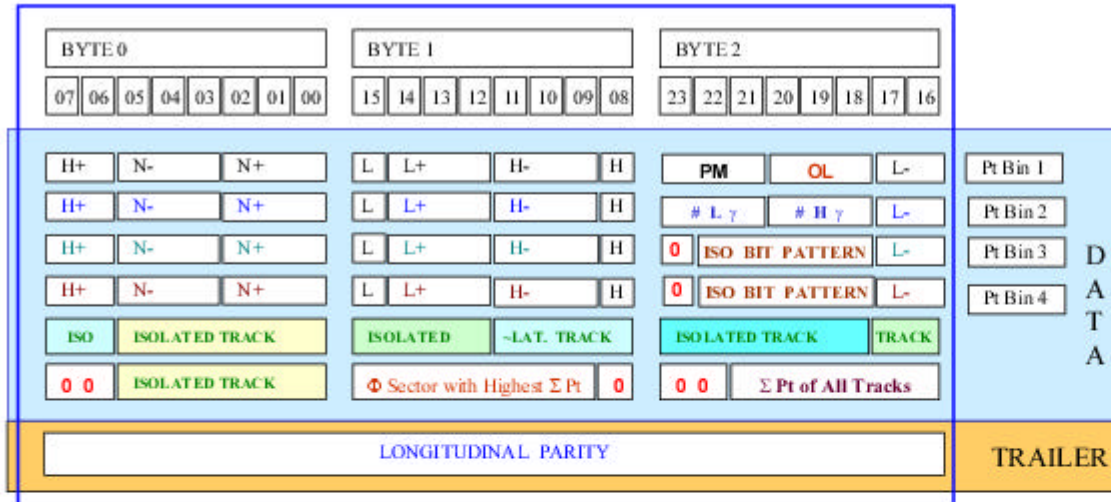 BYTE 0 BYTE 1 BYTE 2
07 06 05 04 03 02 01 00 15 14 13 12 11 10 09 08 23 22 21 20 19 18 17 16
H+ N- N+ L L+ H- H PM OL L- Pt Bin 1
H+ N- N+ L L+ H- H # L γ # H γ L- Pt Bin 2
H+ N- N+ L L+ H- H 0 ISO BIT PATTERN L- Pt Bin 3
H+ N- N+ L L+ H- H 0 ISO BIT PATTERN L- Pt Bin 4
DATA
ISO ISOLATED TRACK ISOLATED ~LAT. TRACK ISOLATED TRACK TRACK
0 0 ISOLATED TRACK Φ Sector with Highest Σ Pt 0 0 0 Σ Pt of All Tracks
LONGITUDINAL PARITY TRAILER